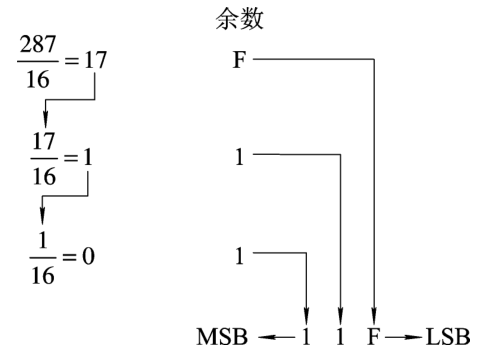 余数
287/16 = 17 F
17/16 = 1 1
1/16 = 0 1
MSB ← 1 1 F → LSB